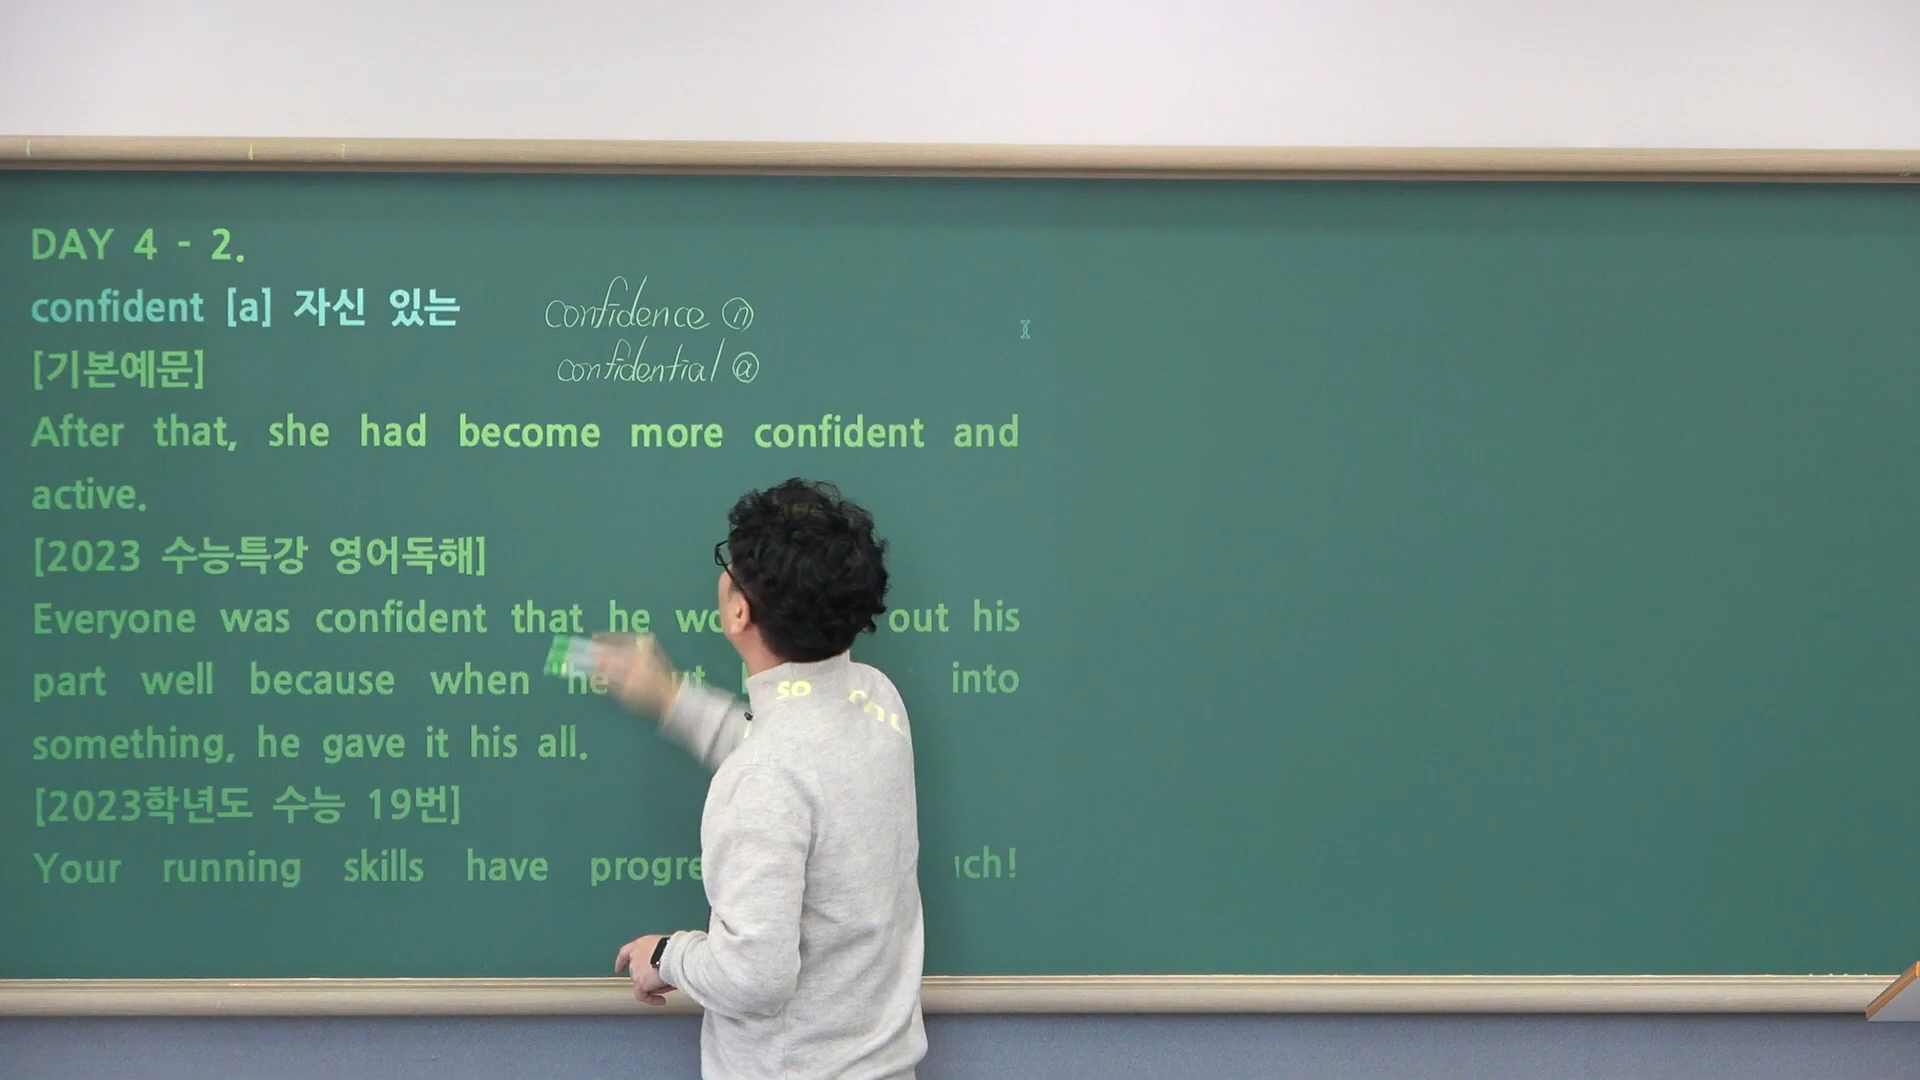 DAY 4 - 2.
confident [a] 자신 있는
confidence ⓝ
confidential ⓐ
[기본예문]
After that, she had become more confident and
active.
[2023 수능특강 영어독해]
Everyone was confident that he out his
part well because when he into
something, he gave it his all.
[2023학년도 수능 19번]
Your running skills have so